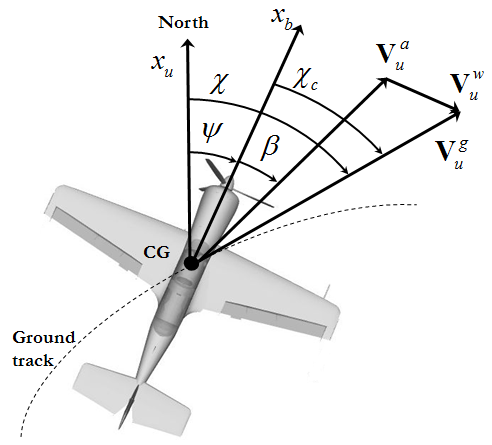 North
x_b
x_u
χ
χ_c
V_u^a
V_u^w
ψ
β
V_u^g
CG
Ground
track